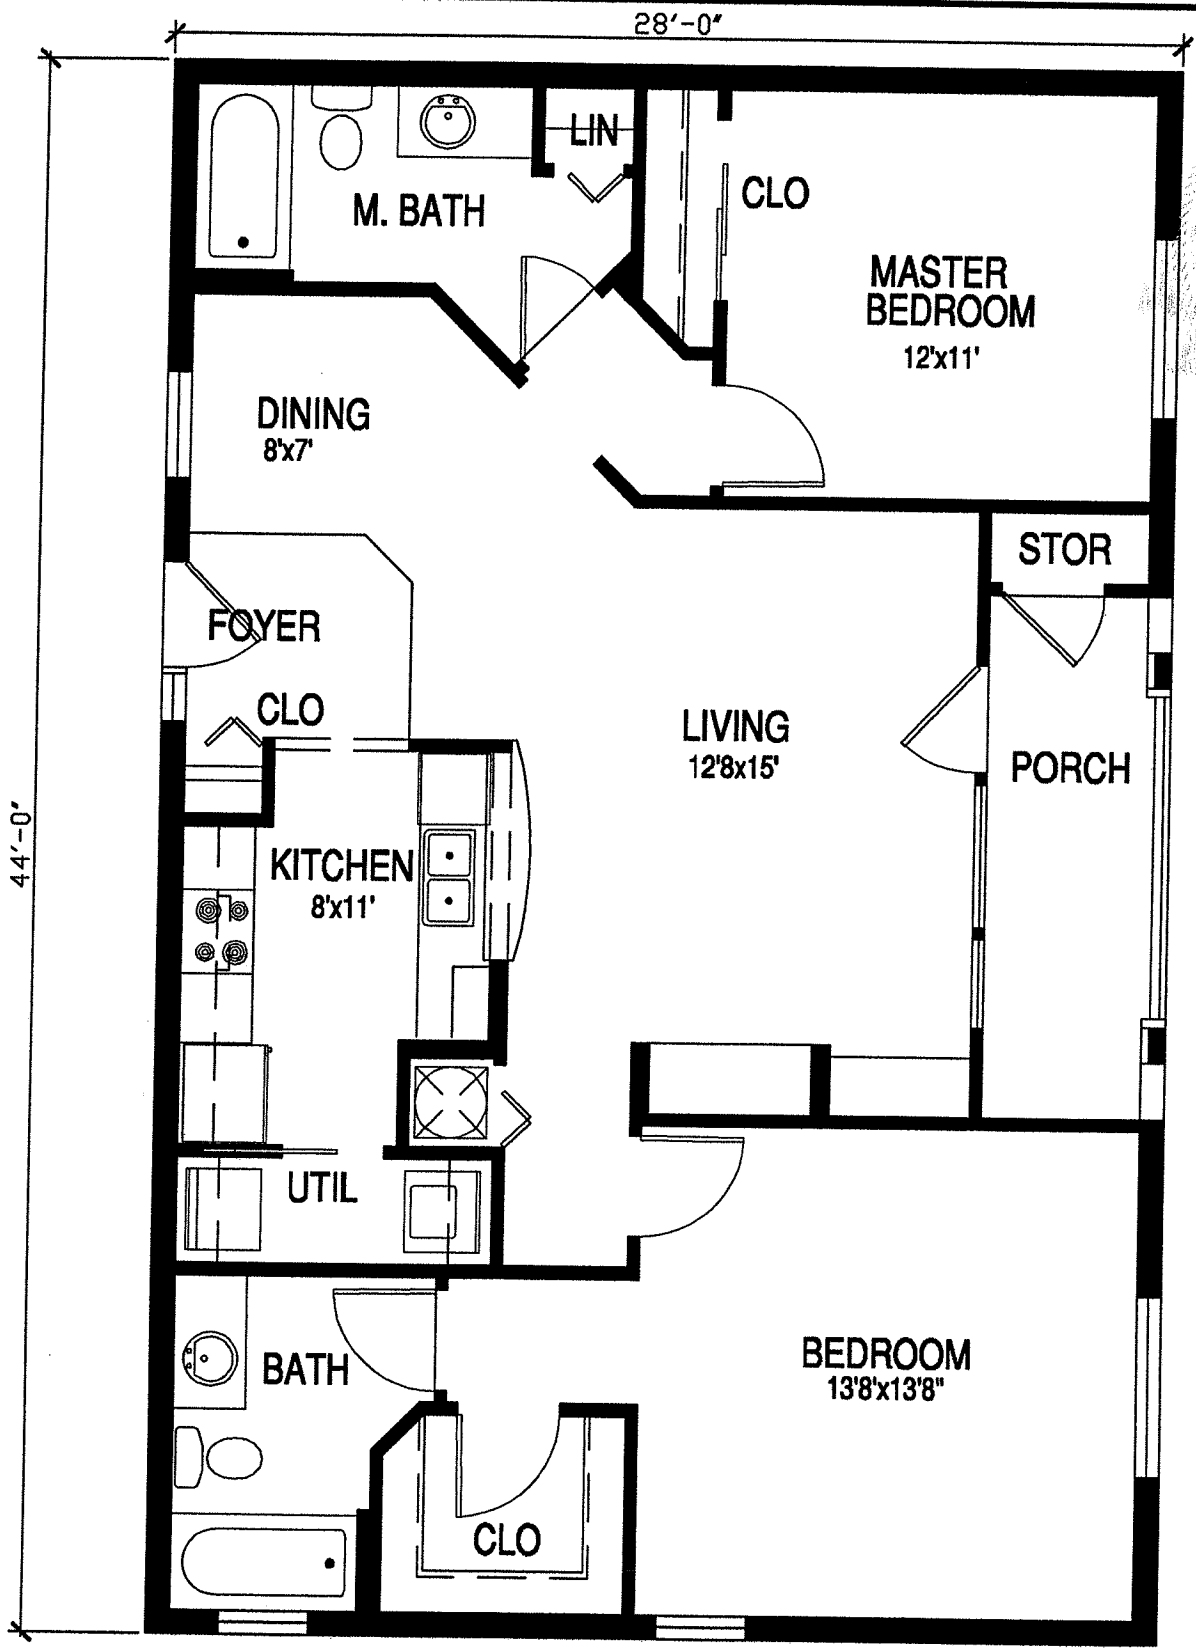 28'-0"
LIN
CLO
M. BATH
MASTER
BEDROOM
12'x11'
DINING
8'x7'
STOR
FOYER
CLO
LIVING
12'8x15'
PORCH
44'-0"
KITCHEN
8'x11'
UTIL
BEDROOM
13'8'x13'8"
BATH
CLO